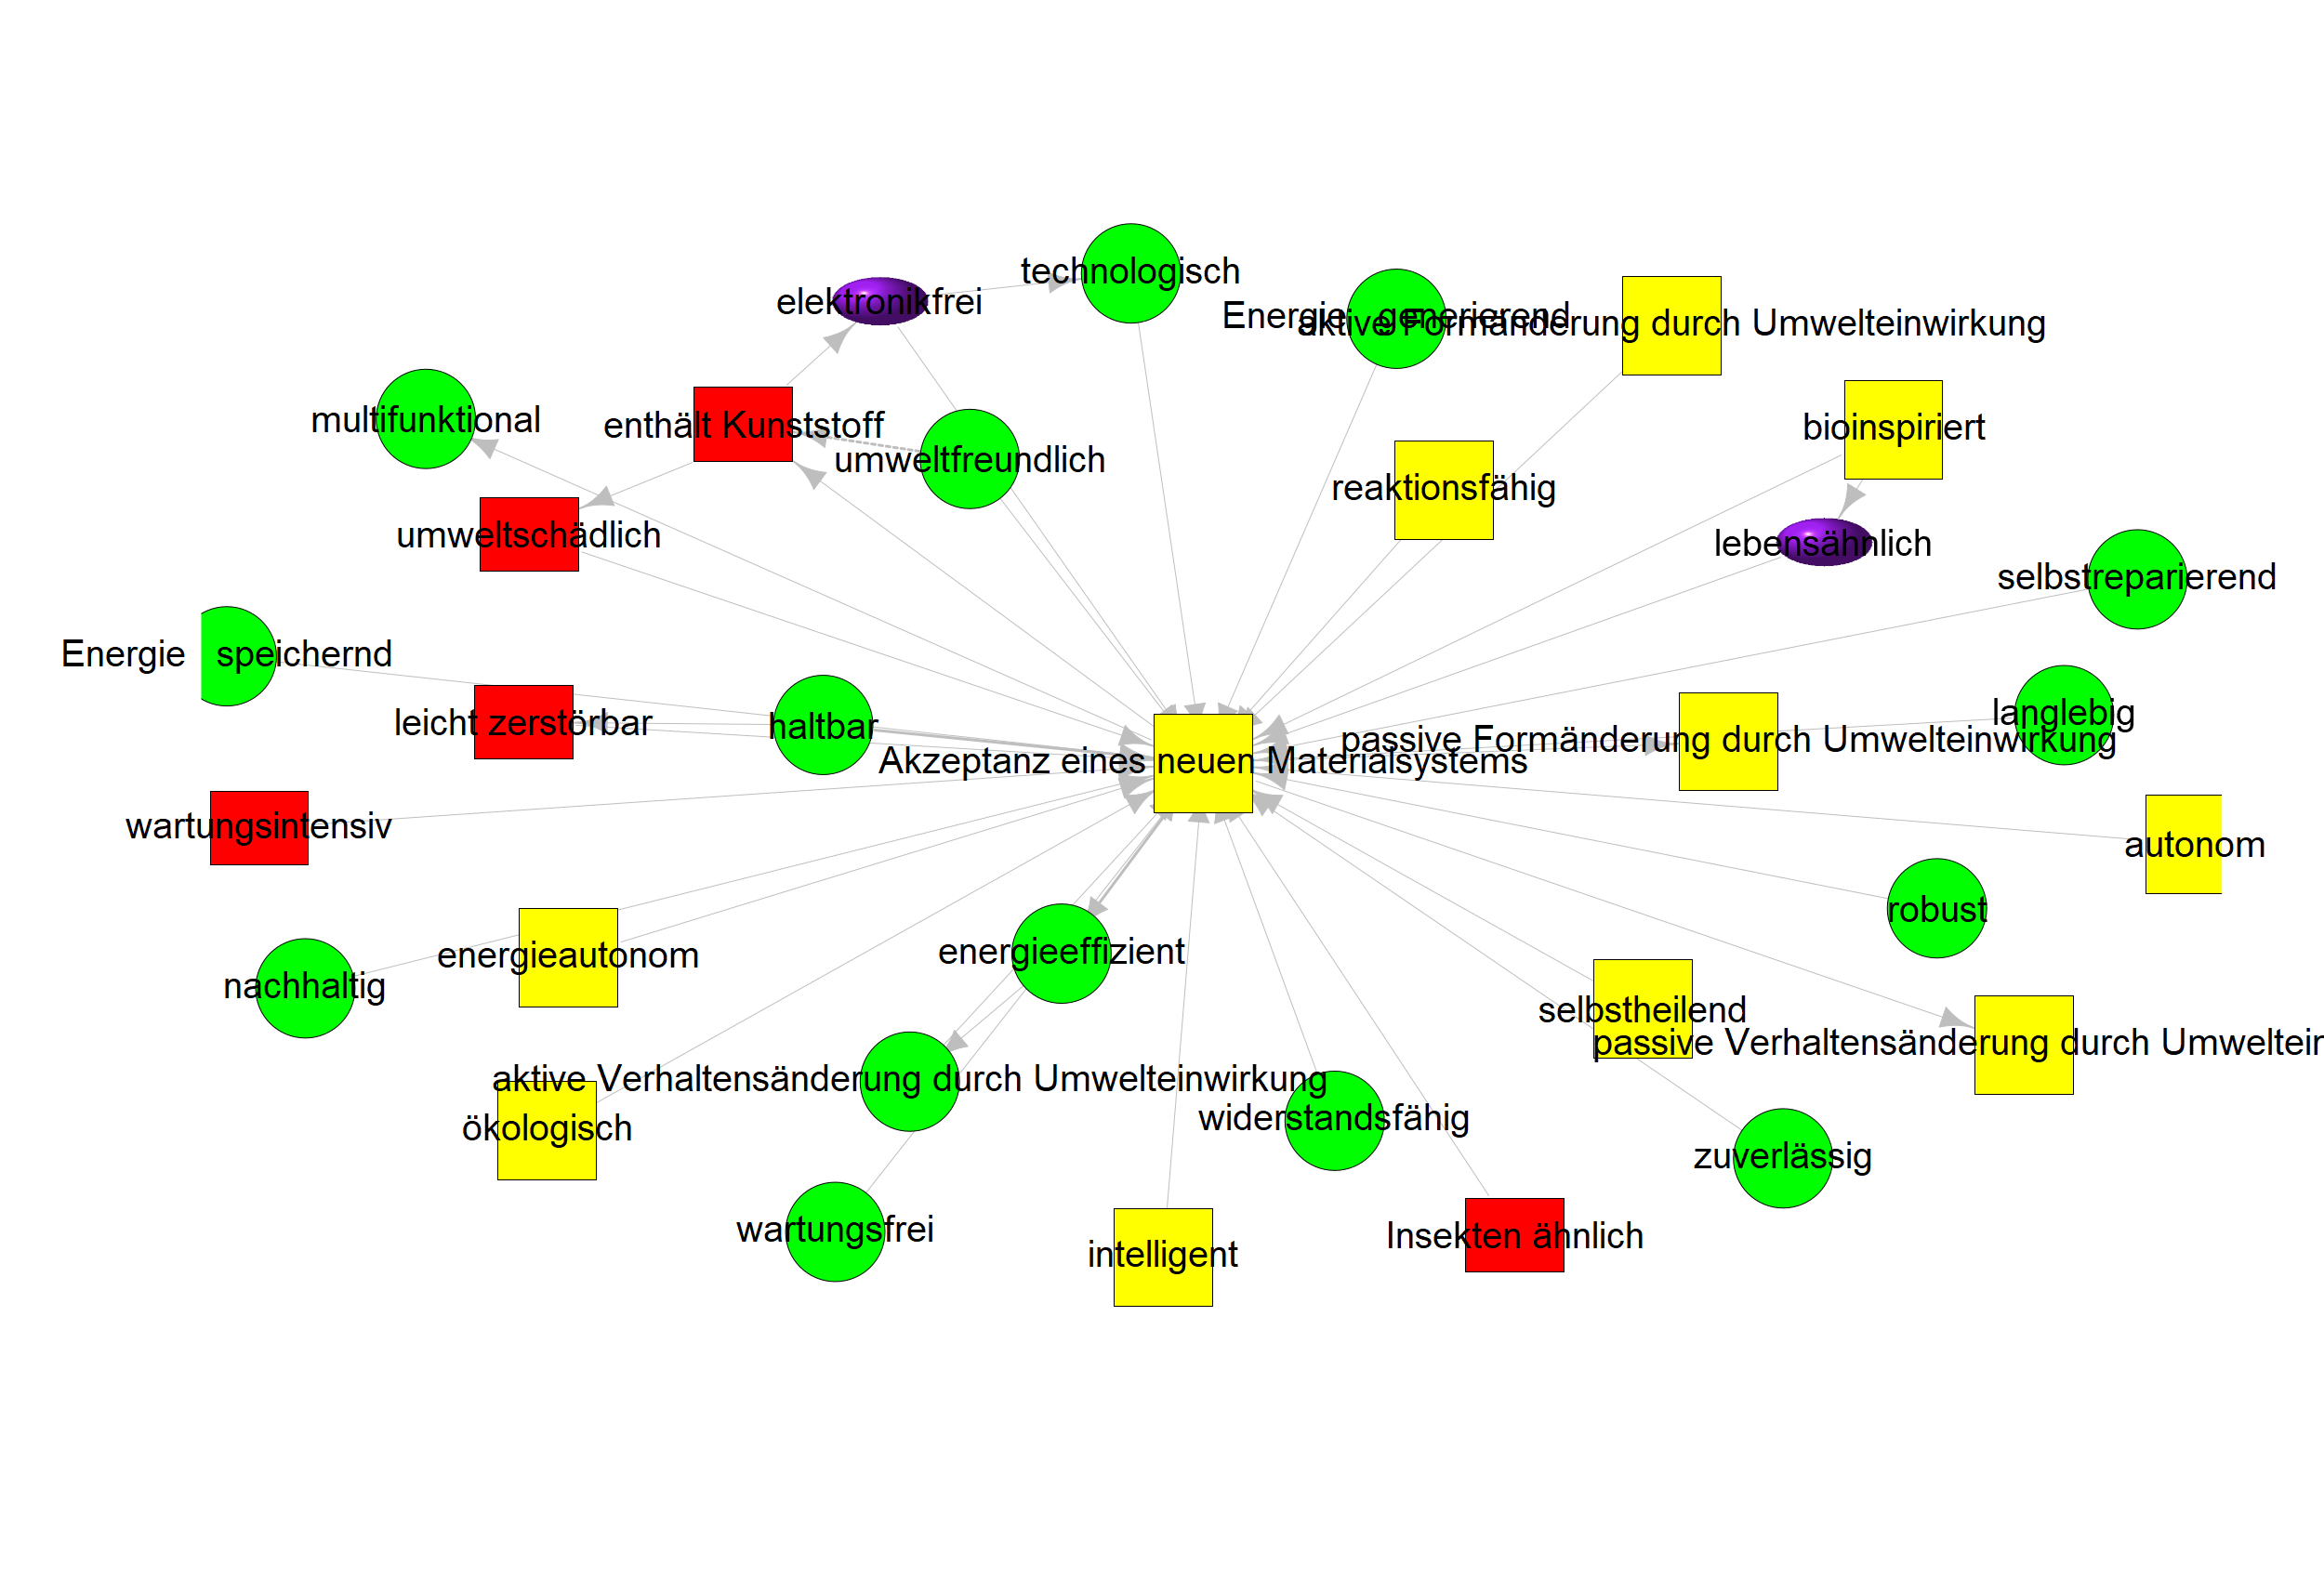 technologisch
elektronikfrei
Energie generierend
aktive Formänderung durch Umwelteinwirkung
multifunktional
enthält Kunststoff
bioinspiriert
umweltfreundlich
reaktionsfähig
umweltschädlich
lebensähnlich
selbstreparierend
Energie speichernd
leicht zerstörbar
haltbar
langlebig
passive Formänderung durch Umwelteinwirkung
Akzeptanz eines neuen Materialsystems
wartungsintensiv
autonom
robust
energieeffizient
energieautonom
nachhaltig
selbstheilend
passive Verhaltensänderung durch Umweltein
aktive Verhaltensänderung durch Umwelteinwirkung
widerstandsfähig
ökologisch
zuverlässig
wartungsfrei
Insekten ähnlich
intelligent